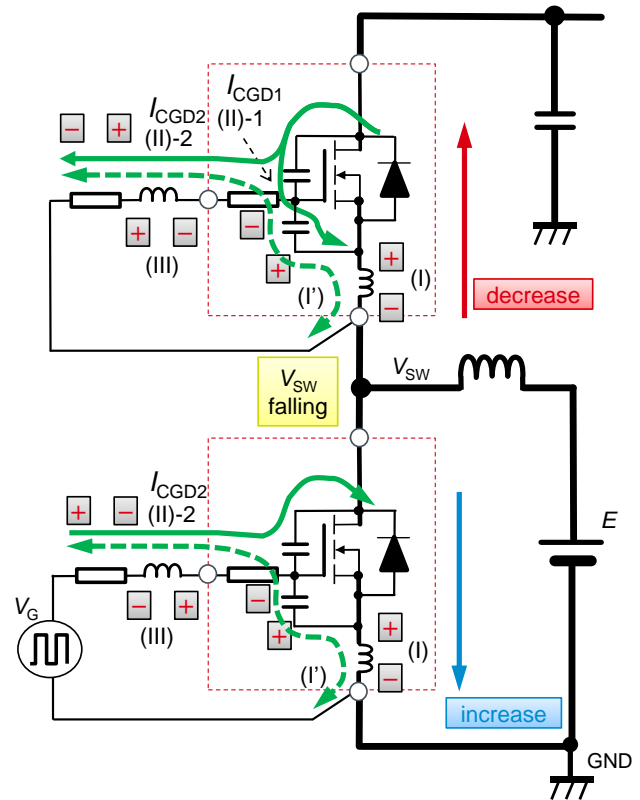 I_CGD1
I_CGD2
(II)-1
(II)-2
− +
−
+ −
(III)
+
(I')
+
(I)
−
decrease
V_SW
falling
V_SW
I_CGD2
(II)-2
+ −
E
V_G
−
− +
(III)
+
(I')
+
(I)
−
increase
GND